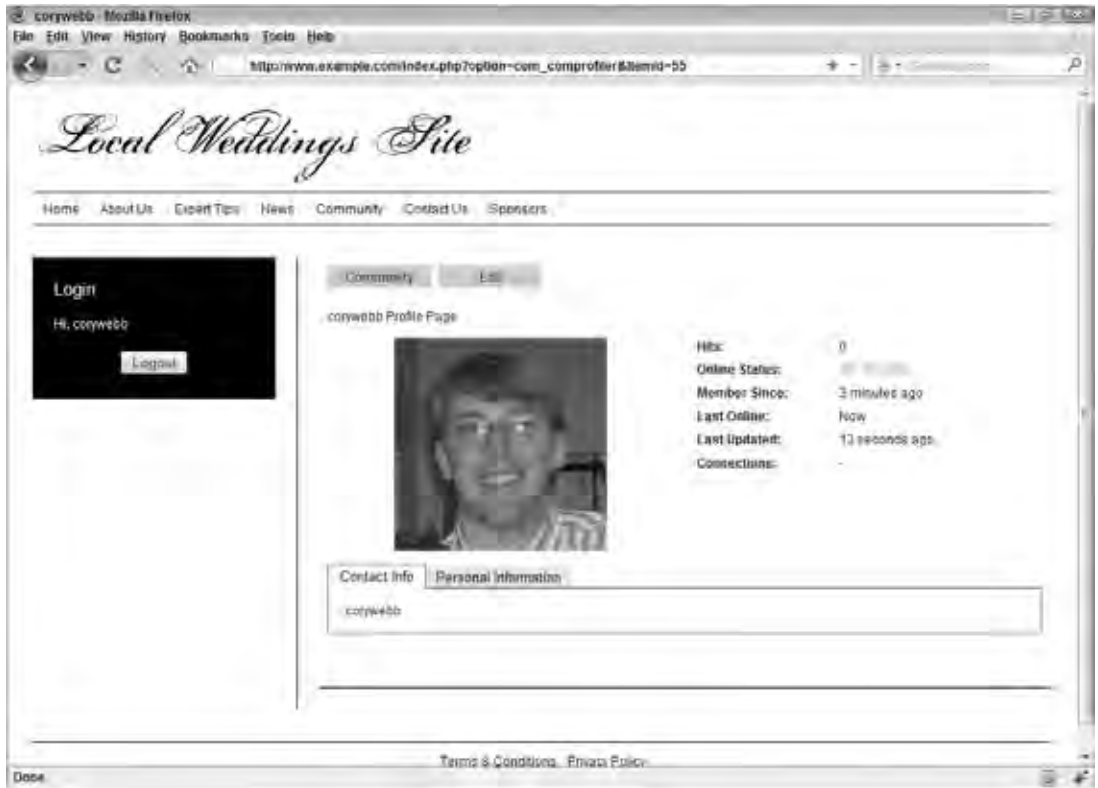 corywebb - Mozilla Firefox
File Edit View History Bookmarks Tools Help
http://www.example.com/index.php?option=com_comprofiler&Itemid=55
Local Weddings Site
Home About Us Expert Tips News Community Contact Us Sponsors
Login
Hi, corywebb
Logout
Community Edit
corywebb Profile Page
Hits: 0
Online Status:
Member Since: 3 minutes ago
Last Online: Now
Last Updated: 13 seconds ago
Connections: -
Contact Info Personal Information
corywebb
Terms & Conditions Privacy Policy
Done